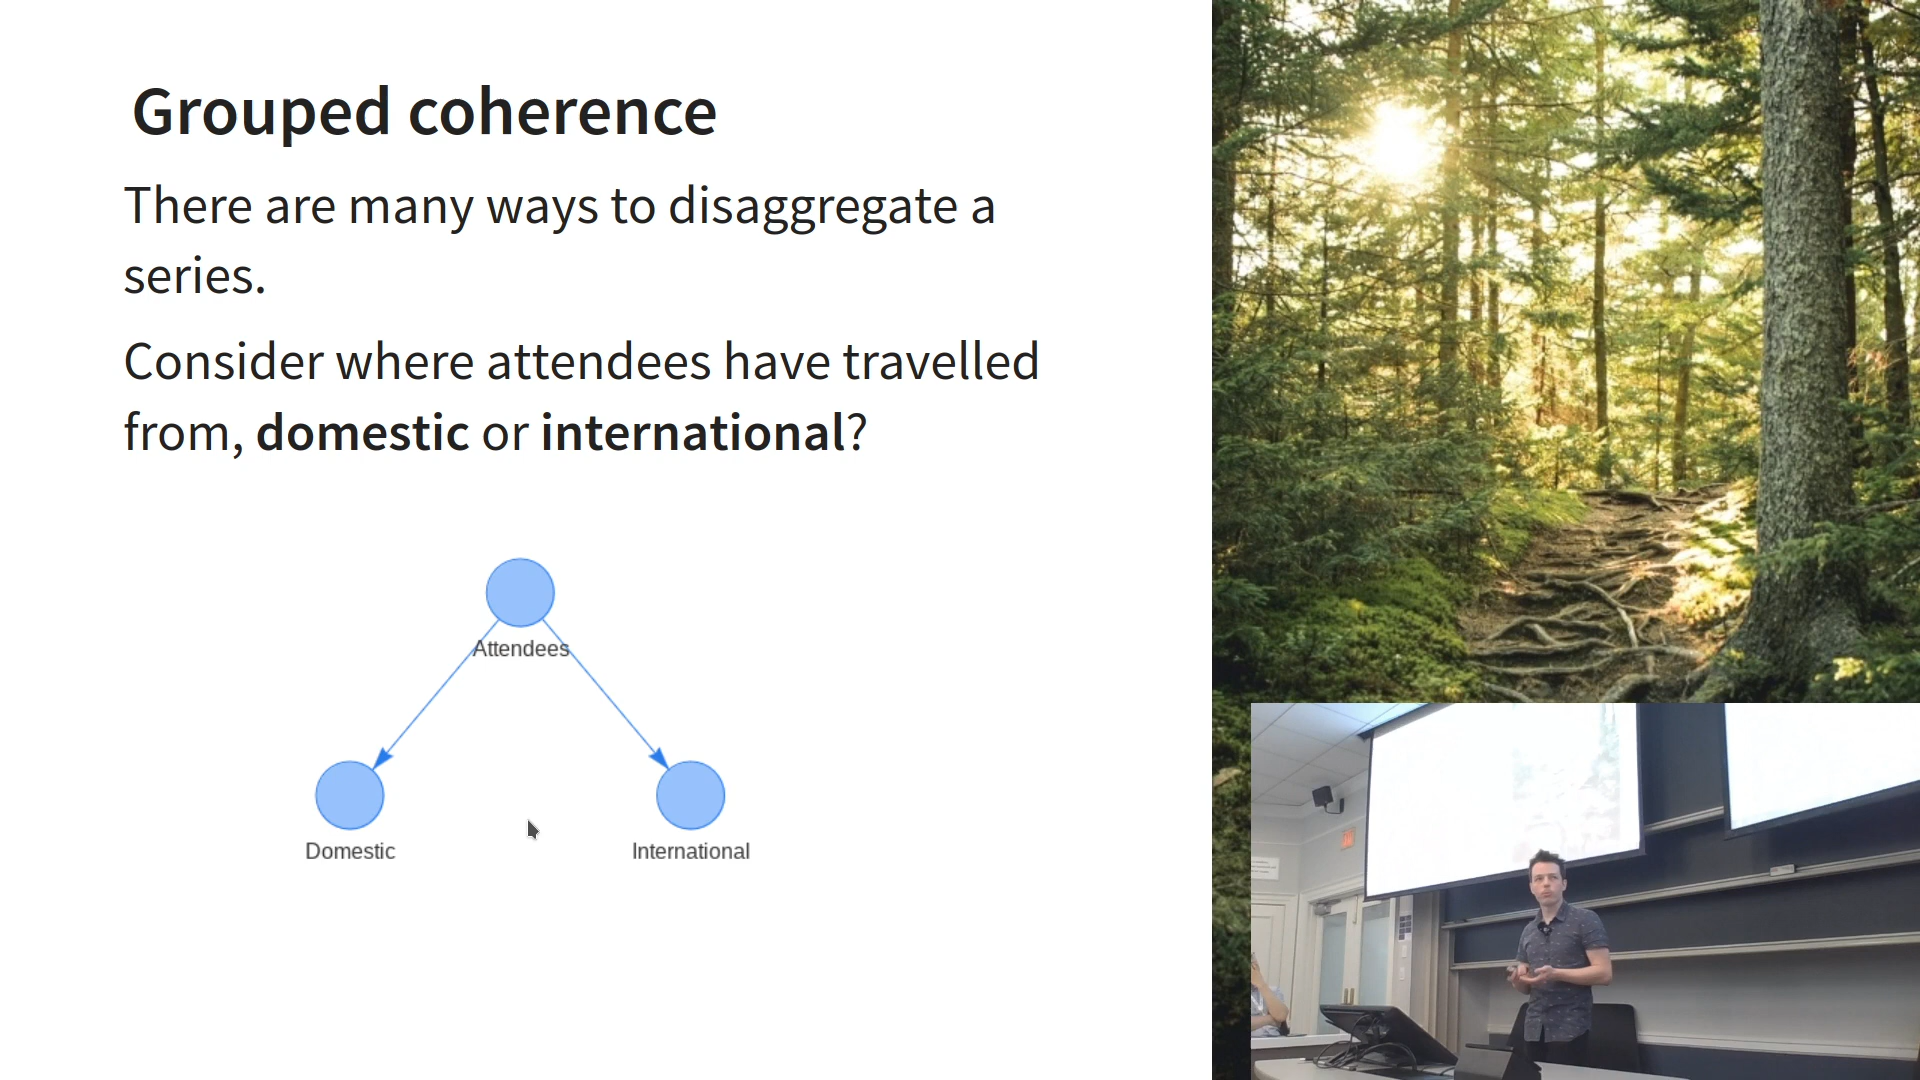 Grouped coherence
There are many ways to disaggregate a
series.
Consider where attendees have travelled
from, domestic or international?
Attendees
Domestic
International